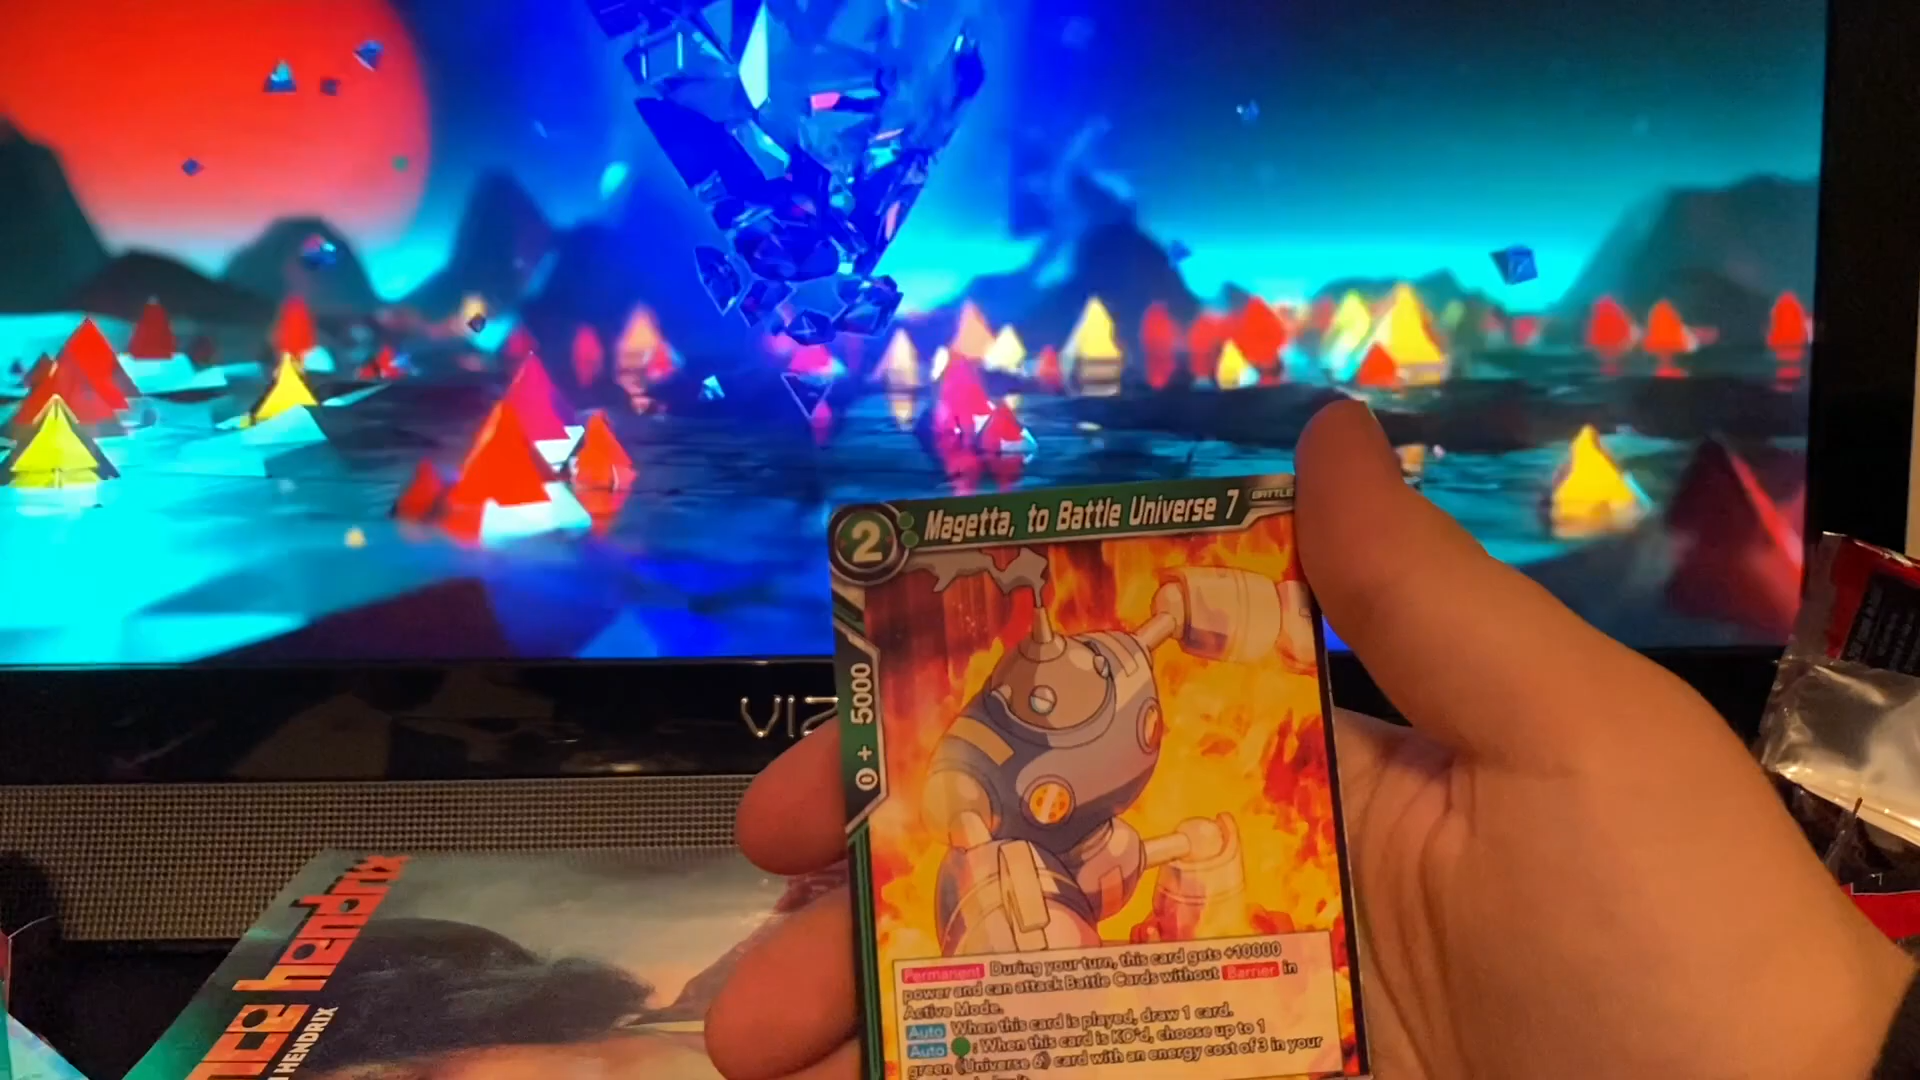 2
Magetta, to Battle Universe 7
BATTLE
0 + 5000
VIZ
Permanent During your turn, this card gets +10000
power and can attack Battle Cards without Barrier in
Active Mode.
Auto When this card is played, draw 1 card.
Auto : When this card is KO'd, choose up to 1
green 《Universe 6》 card with an energy cost of 3 in your
hendrix
HENDRIX